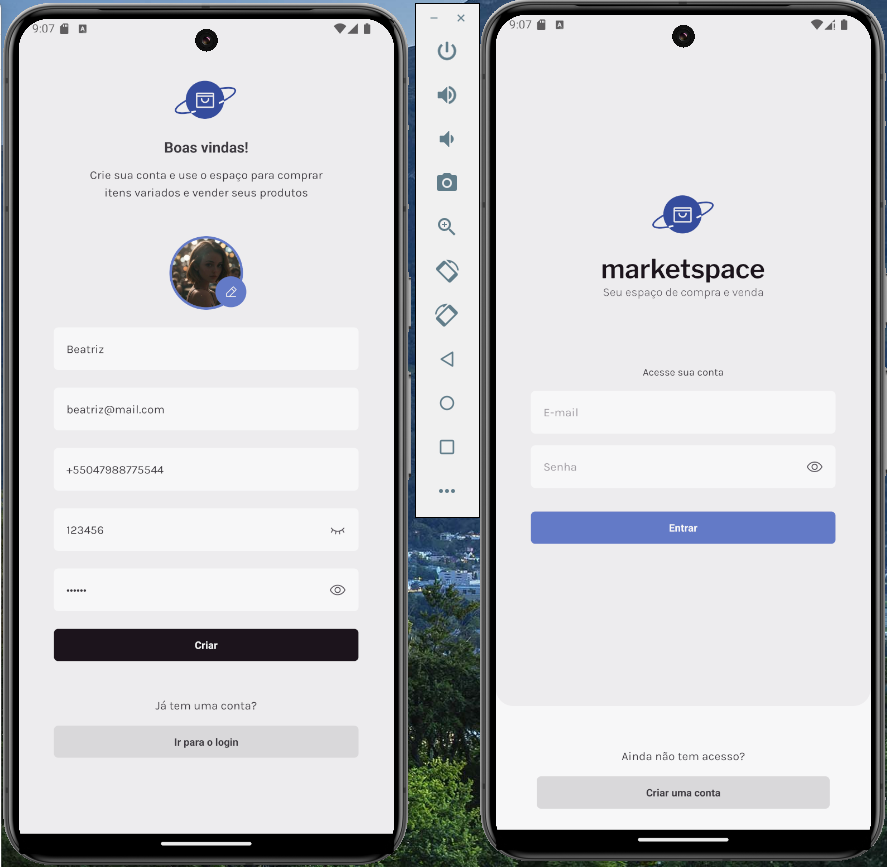 9:07
Boas vindas!
Crie sua conta e use o espaço para comprar
itens variados e vender seus produtos
Beatriz
beatriz@mail.com
+55047988775544
123456
••••••
Criar
Já tem uma conta?
Ir para o login
9:07
marketspace
Seu espaço de compra e venda
Acesse sua conta
E-mail
Senha
Entrar
Ainda não tem acesso?
Criar uma conta